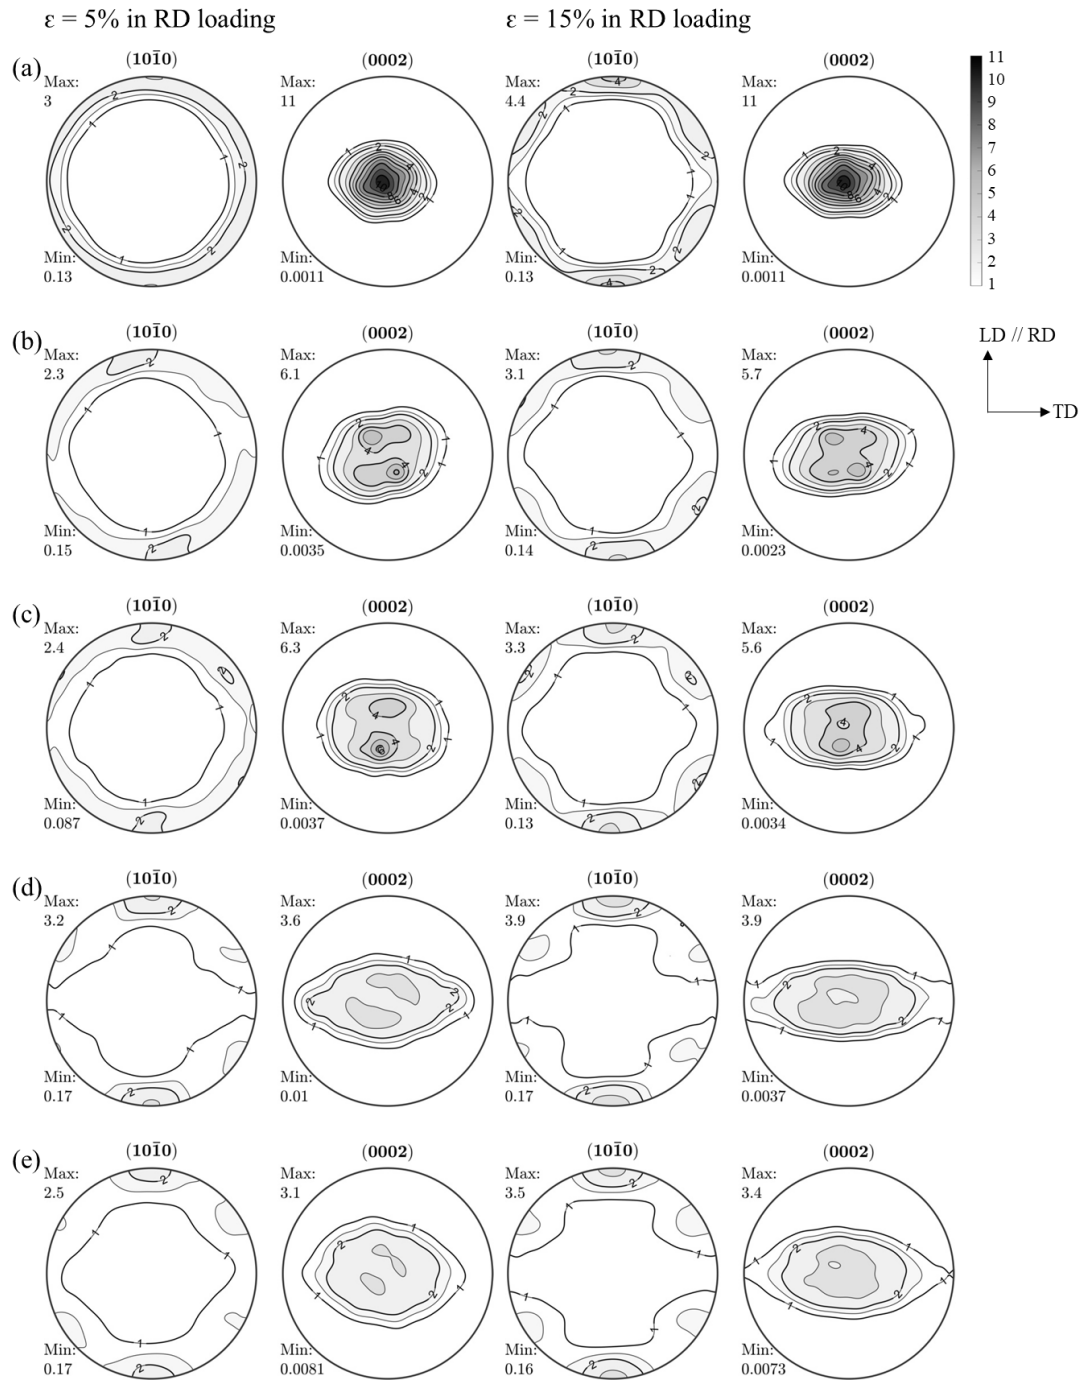 ε = 5% in RD loading ε = 15% in RD loading
(a) (101̅0) (0002) (101̅0) (0002)
Max: Max: Max: Max:
3 11 4.4 11
Min: Min: Min: Min:
0.13 0.0011 0.13 0.0011
11
10
9
8
7
6
5
4
3
2
1
LD // RD
TD
(b) (101̅0) (0002) (101̅0) (0002)
Max: Max: Max: Max:
2.3 6.1 3.1 5.7
Min: Min: Min: Min:
0.15 0.0035 0.14 0.0023
(c) (101̅0) (0002) (101̅0) (0002)
Max: Max: Max: Max:
2.4 6.3 3.3 5.6
Min: Min: Min: Min:
0.087 0.0037 0.13 0.0034
(d) (101̅0) (0002) (101̅0) (0002)
Max: Max: Max: Max:
3.2 3.6 3.9 3.9
Min: Min: Min: Min:
0.17 0.01 0.17 0.0037
(e) (101̅0) (0002) (101̅0) (0002)
Max: Max: Max: Max:
2.5 3.1 3.5 3.4
Min: Min: Min: Min:
0.17 0.0081 0.16 0.0073